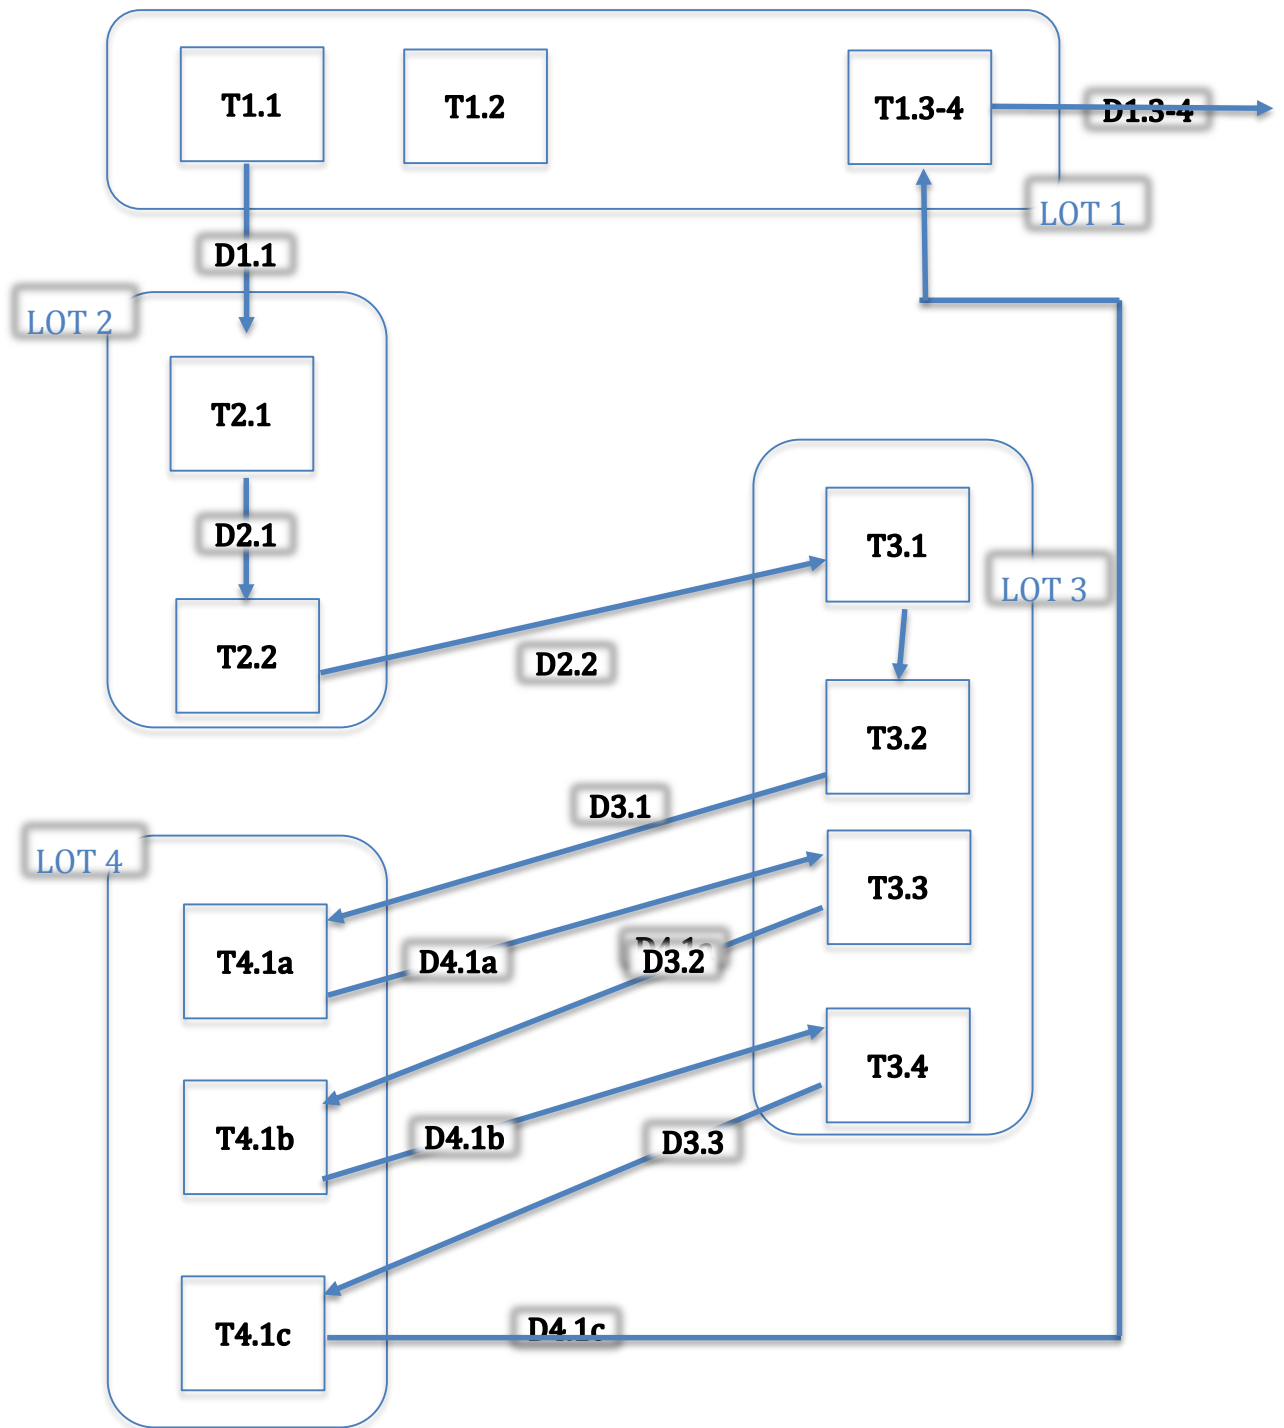 T1.1
T1.2
T1.3-4
D1.3-4
LOT 1
D1.1
LOT 2
T2.1
D2.1
T2.2
D2.2
T3.1
LOT 3
T3.2
D3.1
LOT 4
T3.3
T4.1a
D4.1a
D3.2
T3.4
T4.1b
D4.1b
D3.3
T4.1c
D4.1c